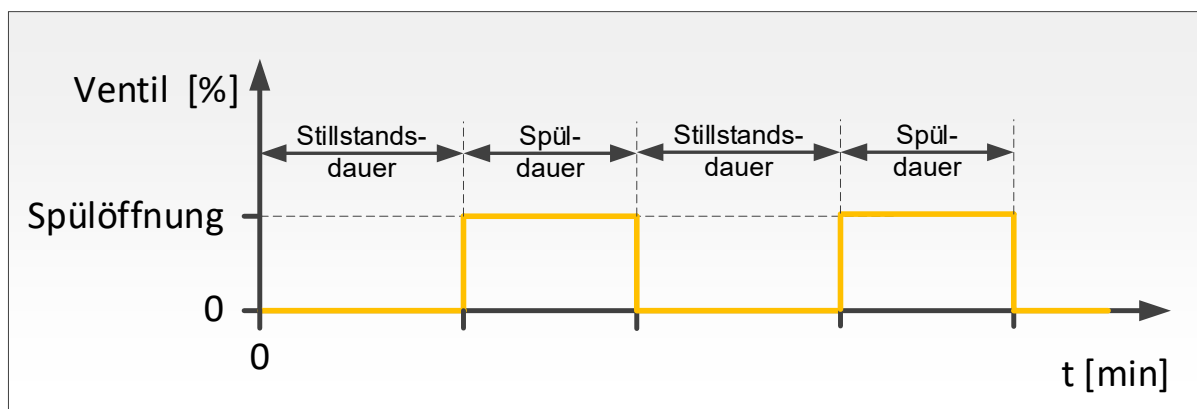 Ventil [%]
Stillstands-
dauer
Spül-
dauer
Stillstands-
dauer
Spül-
dauer
Spülöffnung
0
0
t [min]